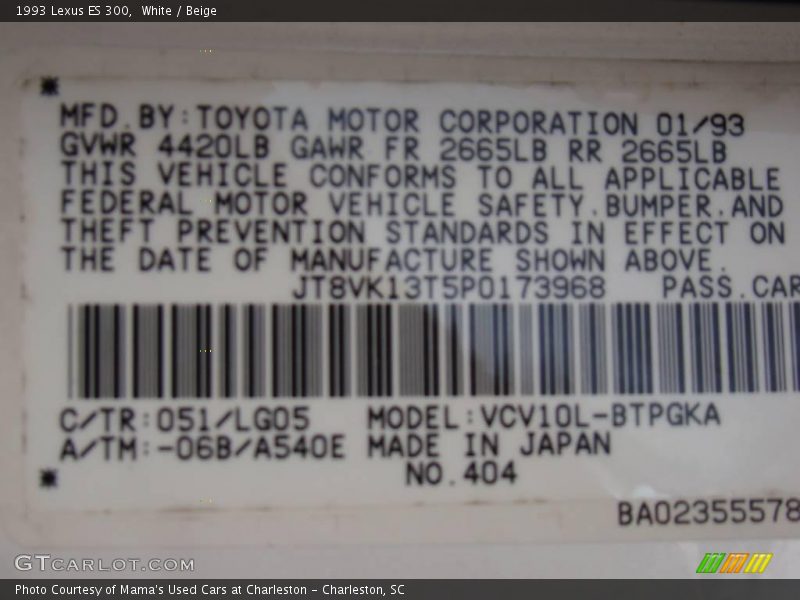 1993 Lexus ES 300,  White / Beige
MFD.BY:TOYOTA MOTOR CORPORATION 01/93
GVWR 4420LB GAWR FR 2665LB RR 2665LB
THIS VEHICLE CONFORMS TO ALL APPLICABLE
FEDERAL MOTOR VEHICLE SAFETY.BUMPER.AND
THEFT PREVENTION STANDARDS IN EFFECT ON
THE DATE OF MANUFACTURE SHOWN ABOVE.
JT8VK13T5P0173968 PASS.CAR
C/TR:051/LG05 MODEL:VCV10L-BTPGKA
A/TM:-06B/A540E MADE IN JAPAN
NO.404
BA02355578
GTCARLOT.COM
Photo Courtesy of Mama's Used Cars at Charleston - Charleston, SC